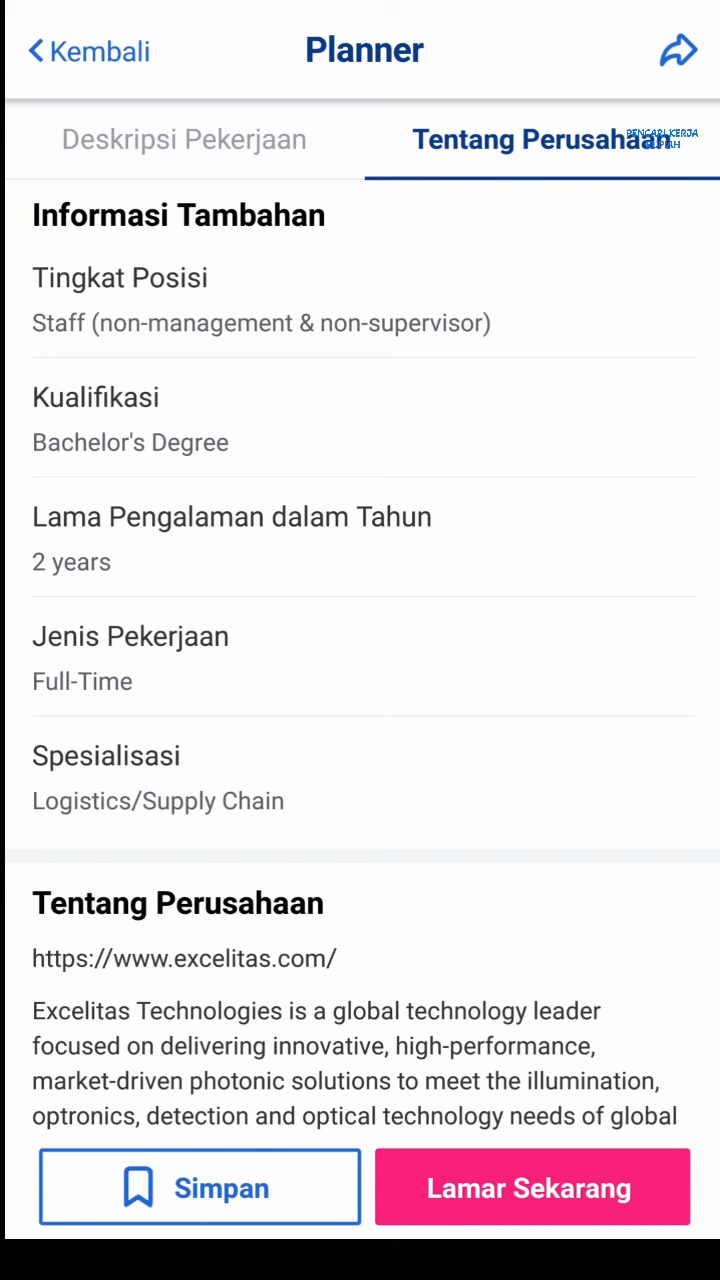 Kembali
Planner
Deskripsi Pekerjaan
Tentang Perusahaan
PENCARI KERJA
Informasi Tambahan
Tingkat Posisi
Staff (non-management & non-supervisor)
Kualifikasi
Bachelor's Degree
Lama Pengalaman dalam Tahun
2 years
Jenis Pekerjaan
Full-Time
Spesialisasi
Logistics/Supply Chain
Tentang Perusahaan
https://www.excelitas.com/
Excelitas Technologies is a global technology leader
focused on delivering innovative, high-performance,
market-driven photonic solutions to meet the illumination,
optronics, detection and optical technology needs of global
Simpan
Lamar Sekarang